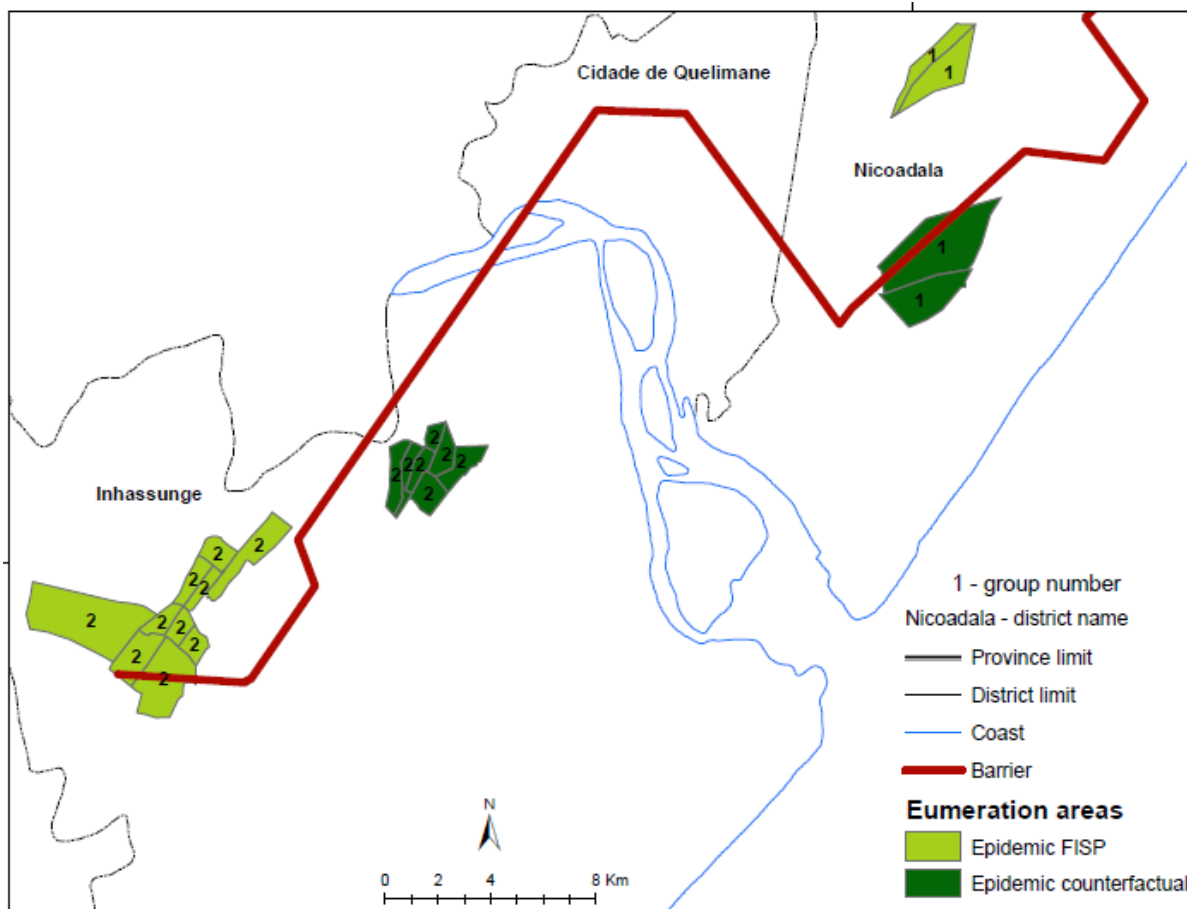 Cidade de Quelimane
1
1
Nicoadala
1
1
2
2
2
2
2
2
2
Inhassunge
2
2
2
2
2
2
2
2
2
2
1 - group number
Nicoadala - district name
Province limit
District limit
Coast
Barrier
Eumeration areas
Epidemic FISP
Epidemic counterfactual
N
0 2 4 8 Km